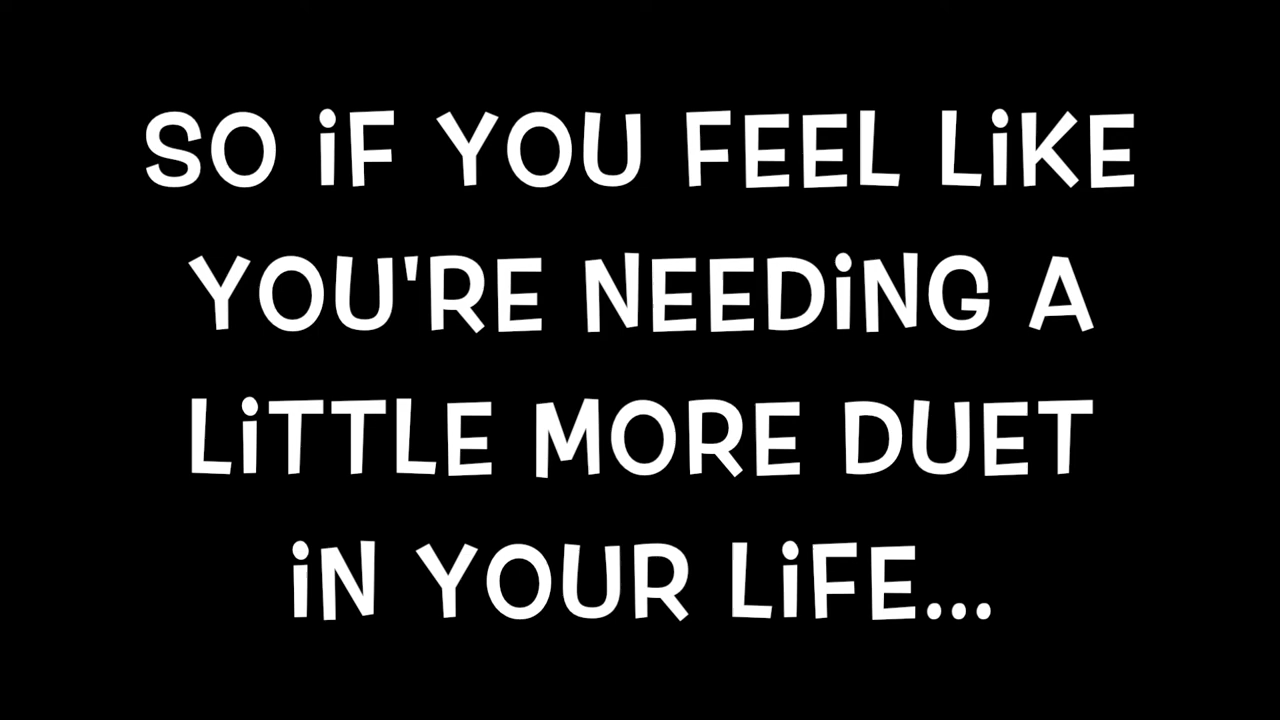 SO iF YOU FEEL LiKE
YOU'RE NEEDiNG A
LiTTLE MORE DUET
iN YOUR LiFE...